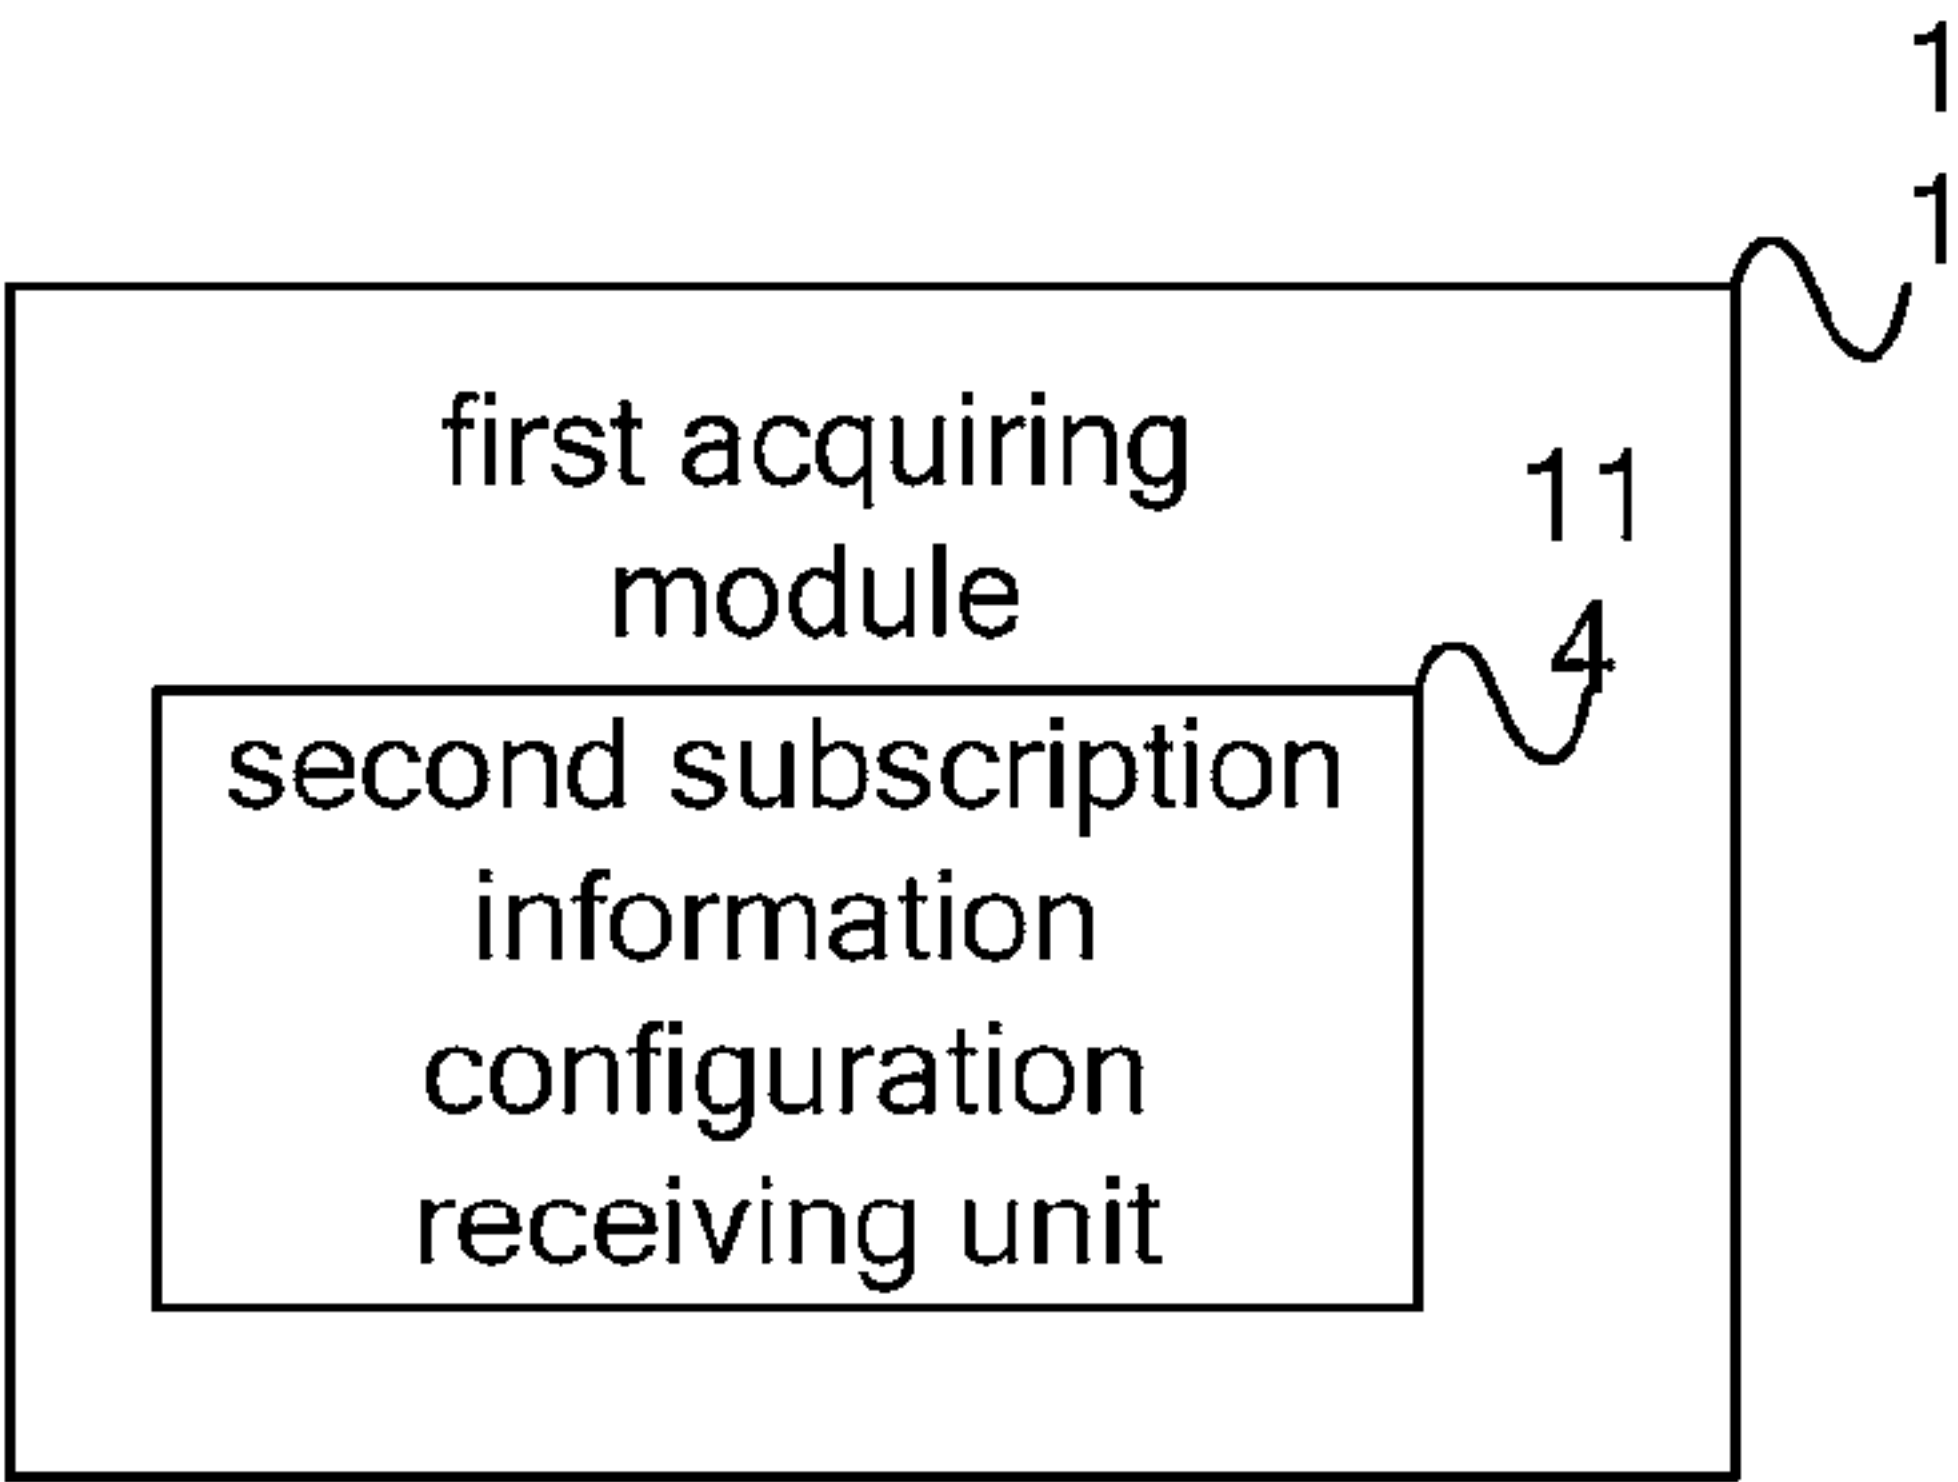 1
1
first acquiring
module
11
4
second subscription
information
configuration
receiving unit